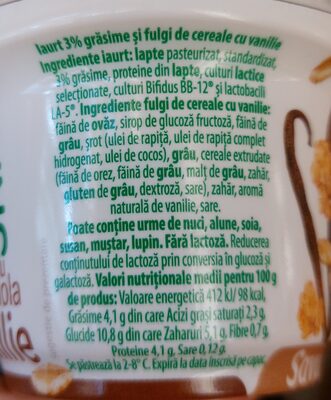 Iaurt 3% grăsime și fulgi de cereale cu vanilie
Ingrediente iaurt: lapte pasteurizat, standardizat,
3% grăsime, proteine din lapte, culturi lactice
selecționate, culturi Bifidus BB-12® și lactobacili
LA-5®. Ingrediente fulgi de cereale cu vanilie:
făină de ovăz, sirop de glucoză fructoză, făină de
grâu, șrot (ulei de rapiță, ulei de rapiță complet
hidrogenat, ulei de cocos), grâu, cereale extrudate
(făină de orez, făină de grâu, malț de grâu, zahăr,
gluten de grâu, dextroză, sare), zahăr, aromă
naturală de vanilie, sare.
Poate conține urme de nuci, alune, soia,
susan, muștar, lupin. Fără lactoză. Reducerea
conținutului de lactoză prin conversia în glucoză și
galactoză. Valori nutriționale medii pentru 100 g
de produs: Valoare energetică 412 kJ/ 98 kcal,
Grăsime 4,1 g din care Acizi grași saturați 2,3 g,
Glucide 10,8 g din care Zaharuri 5,1 g, Fibre 0,7 g,
Proteine 4,1 g, Sare 0,12 g.
Se păstrează la 2-8° C. Expiră la data înscrisă pe capac.